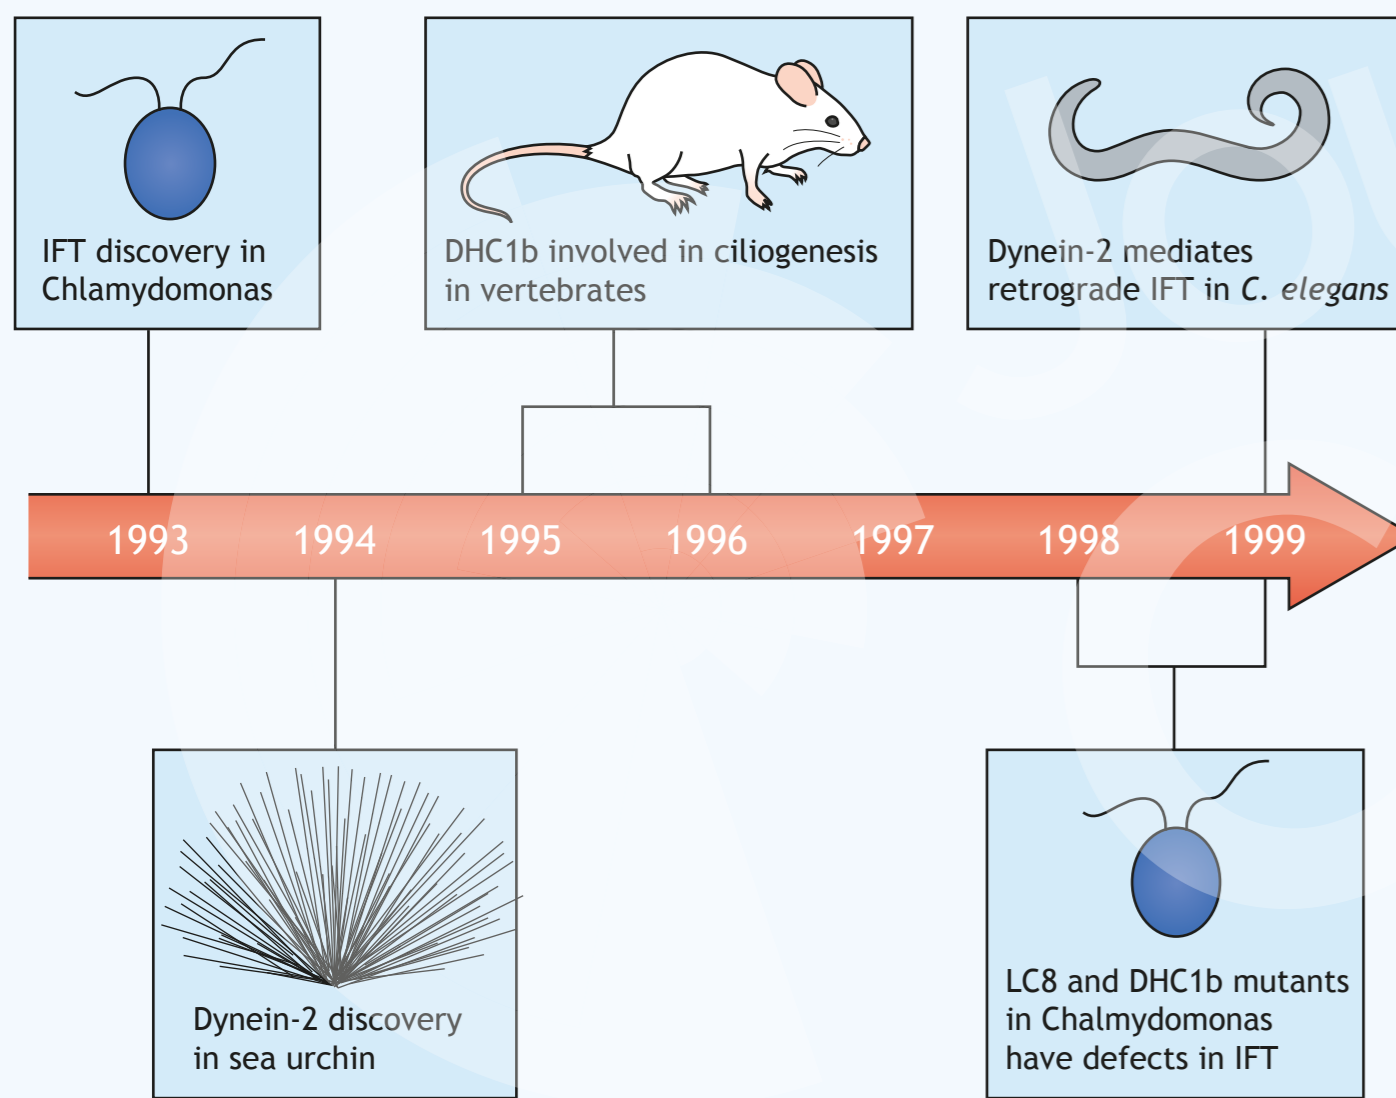 IFT discovery in
Chlamydomonas
DHC1b involved in ciliogenesis
in vertebrates
Dynein-2 mediates
retrograde IFT in C. elegans
1993 1994 1995 1996 1997 1998 1999
Dynein-2 discovery
in sea urchin
LC8 and DHC1b mutants
in Chalmydomonas
have defects in IFT